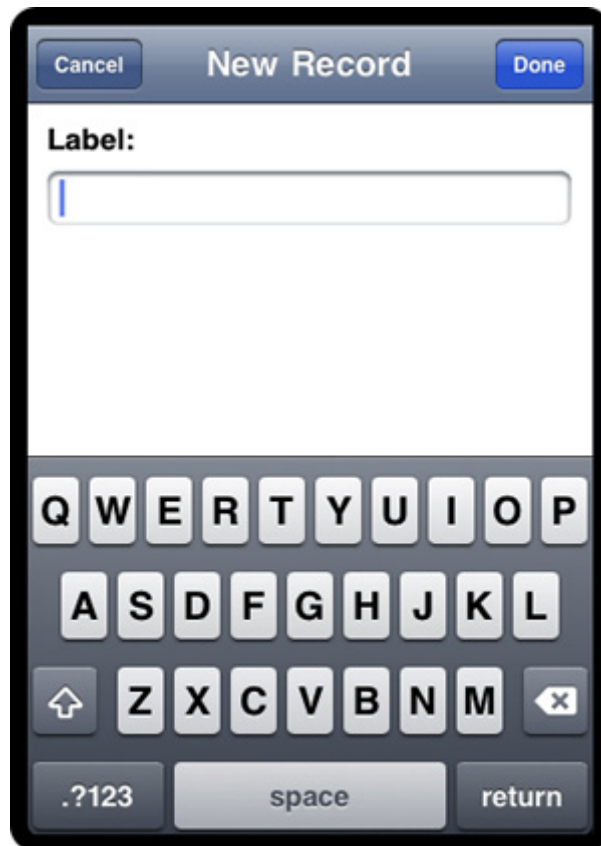 Cancel New Record Done
Label:
Q W E R T Y U I O P
A S D F G H J K L
Z X C V B N M
.?123 space return